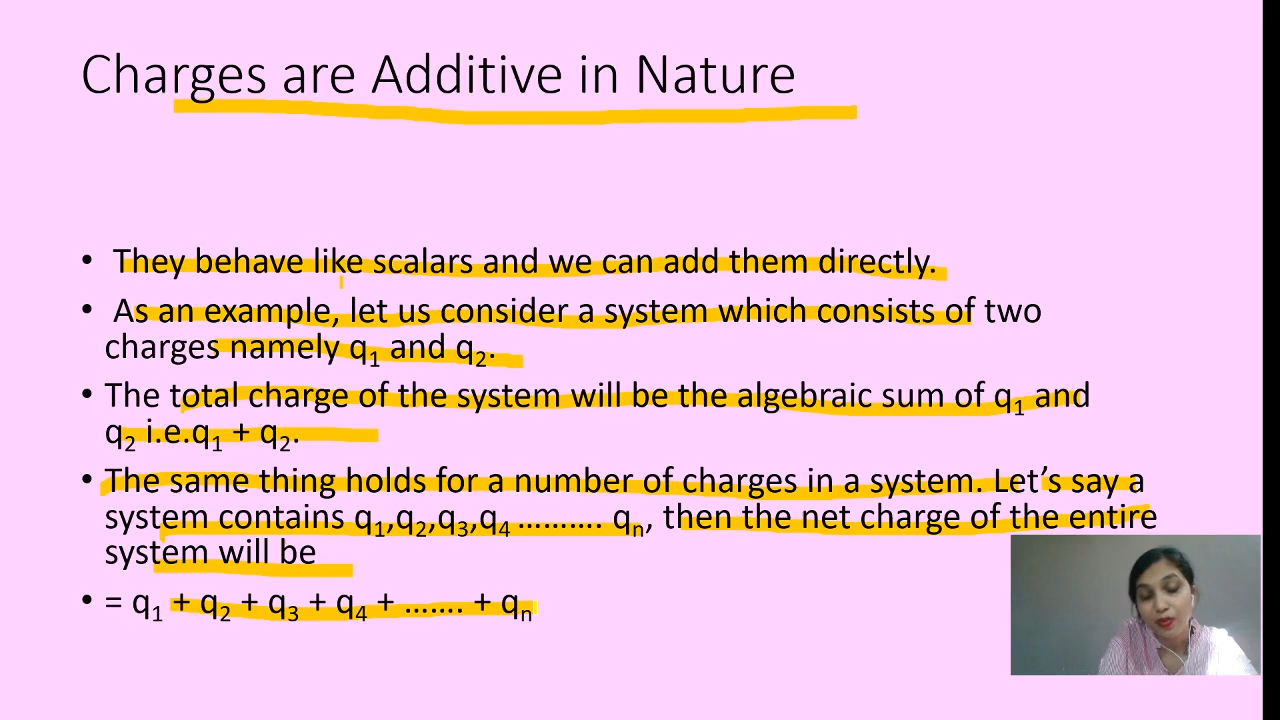 Charges are Additive in Nature
• They behave like scalars and we can add them directly.
• As an example, let us consider a system which consists of two
charges namely q₁ and q₂.
• The total charge of the system will be the algebraic sum of q₁ and
q₂ i.e.q₁ + q₂.
• The same thing holds for a number of charges in a system. Let’s say a
system contains q₁,q₂,q₃,q₄ ………. qₙ, then the net charge of the entire
system will be
• = q₁ + q₂ + q₃ + q₄ + ……. + qₙ